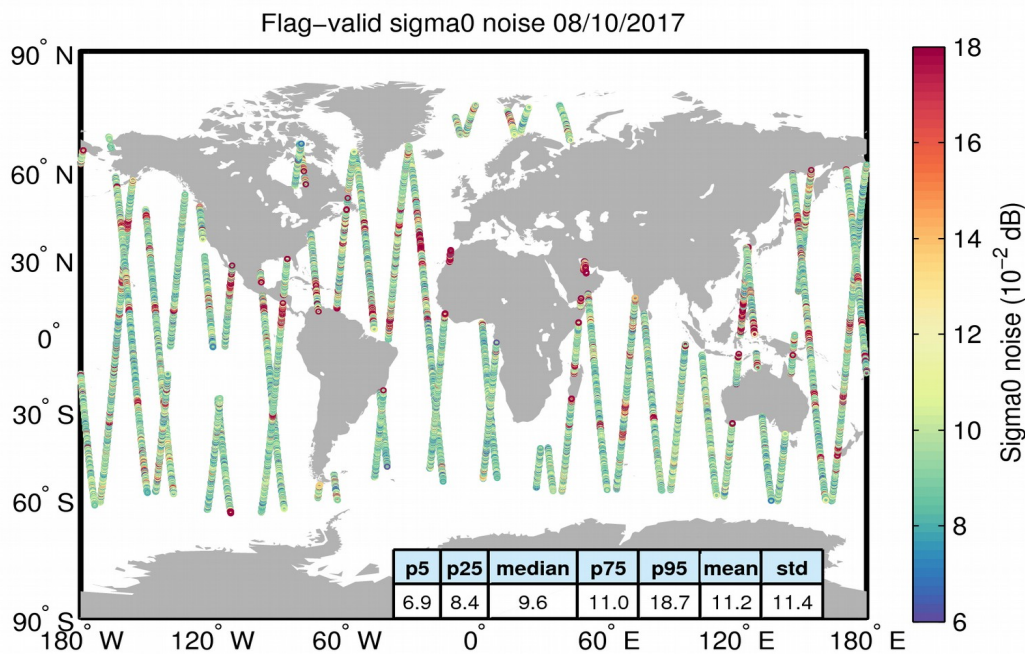 Flag−valid sigma0 noise 08/10/2017
90° N
60° N
30° N
0°
30° S
60° S
90° S
180° W
120° W
60° W
0°
60° E
120° E
180° E
p5 p25 median p75 p95 mean std
6.9 8.4 9.6 11.0 18.7 11.2 11.4
18
16
14
12
10
8
6
Sigma0 noise (10⁻² dB)